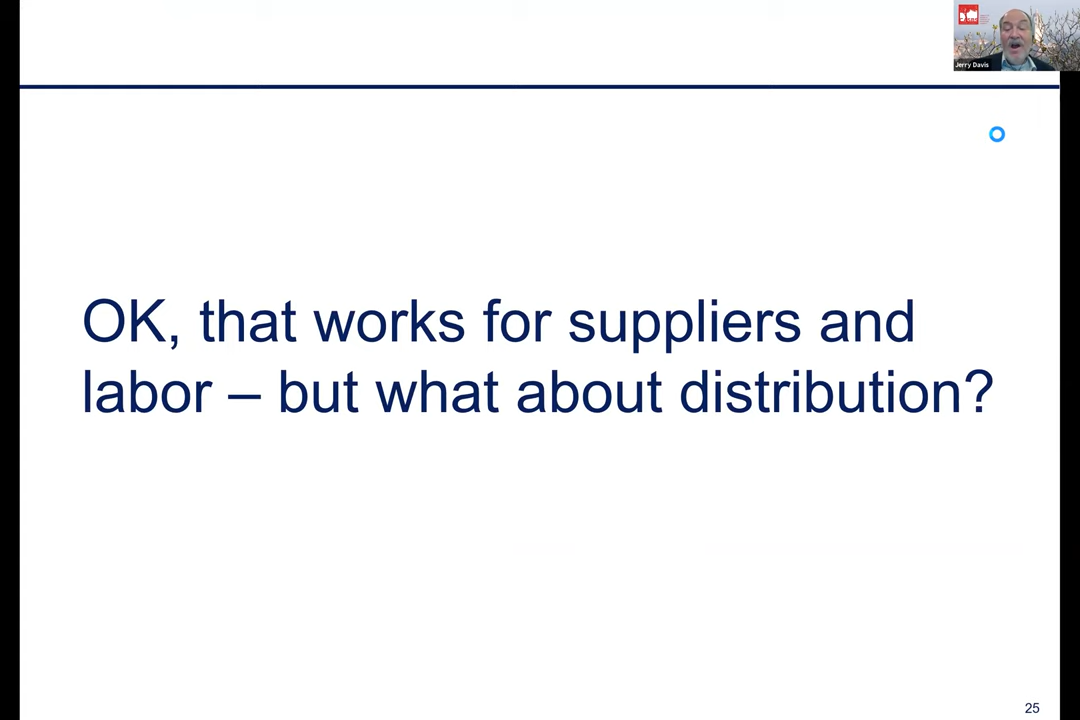 Jerry Davis
OK, that works for suppliers and
labor – but what about distribution?
25